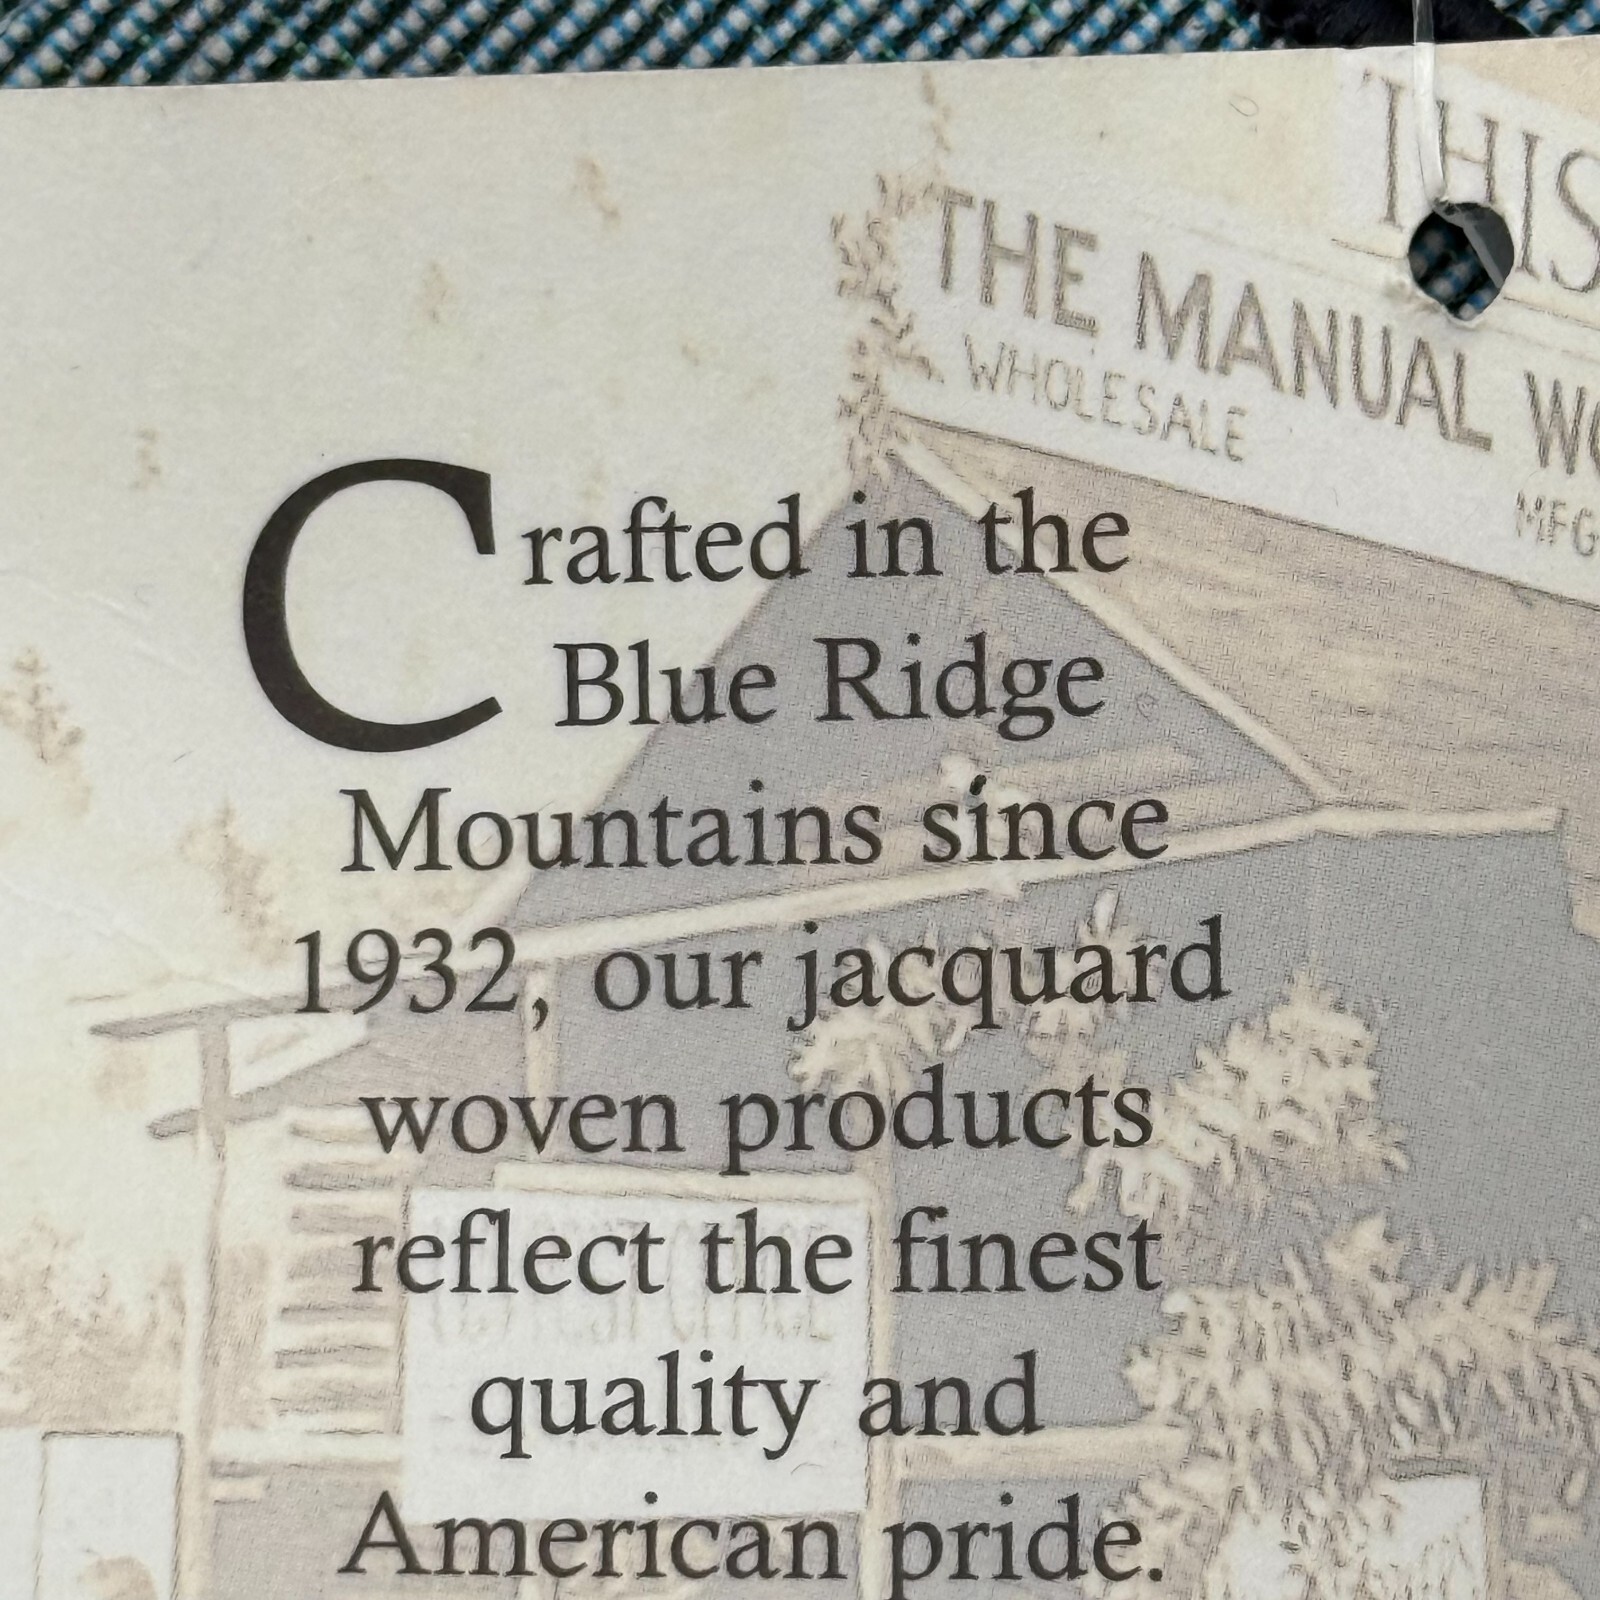 THIS
THE MANUAL
WHOLESALE
MFG
Crafted in the
Blue Ridge
Mountains since
1932, our jacquard
woven products
reflect the finest
quality and
American pride.